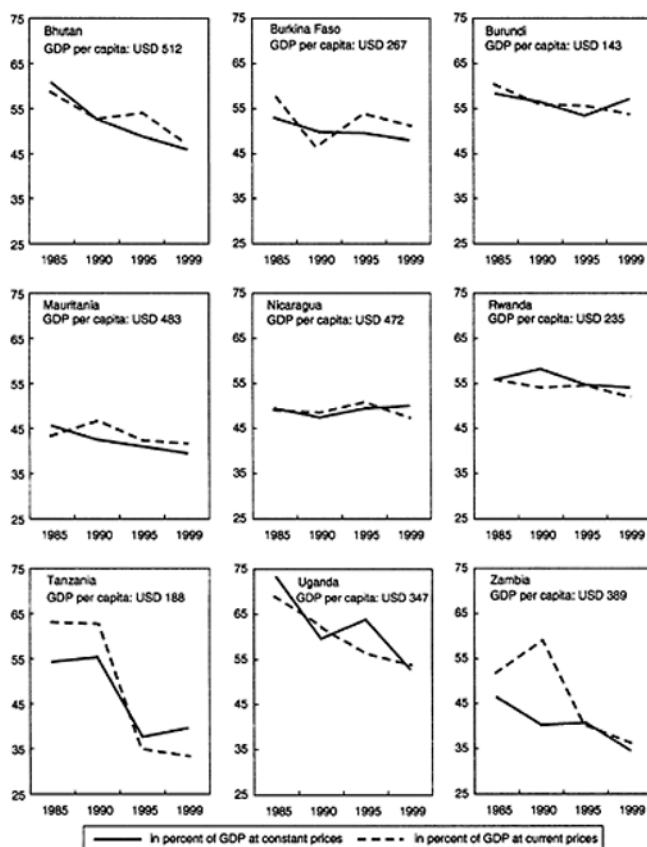 Bhutan
GDP per capita: USD 512
75
65
55
45
35
25
1985 1990 1995 1999
Burkina Faso
GDP per capita: USD 267
75
65
55
45
35
25
1985 1990 1995 1999
Burundi
GDP per capita: USD 143
75
65
55
45
35
25
1985 1990 1995 1999
Mauritania
GDP per capita: USD 483
75
65
55
45
35
25
1985 1990 1995 1999
Nicaragua
GDP per capita: USD 472
75
65
55
45
35
25
1985 1990 1995 1999
Rwanda
GDP per capita: USD 235
75
65
55
45
35
25
1985 1990 1995 1999
Tanzania
GDP per capita: USD 188
75
65
55
45
35
25
1985 1990 1995 1999
Uganda
GDP per capita: USD 347
75
65
55
45
35
25
1985 1990 1995 1999
Zambia
GDP per capita: USD 389
75
65
55
45
35
25
1985 1990 1995 1999
In percent of GDP at constant prices In percent of GDP at current prices